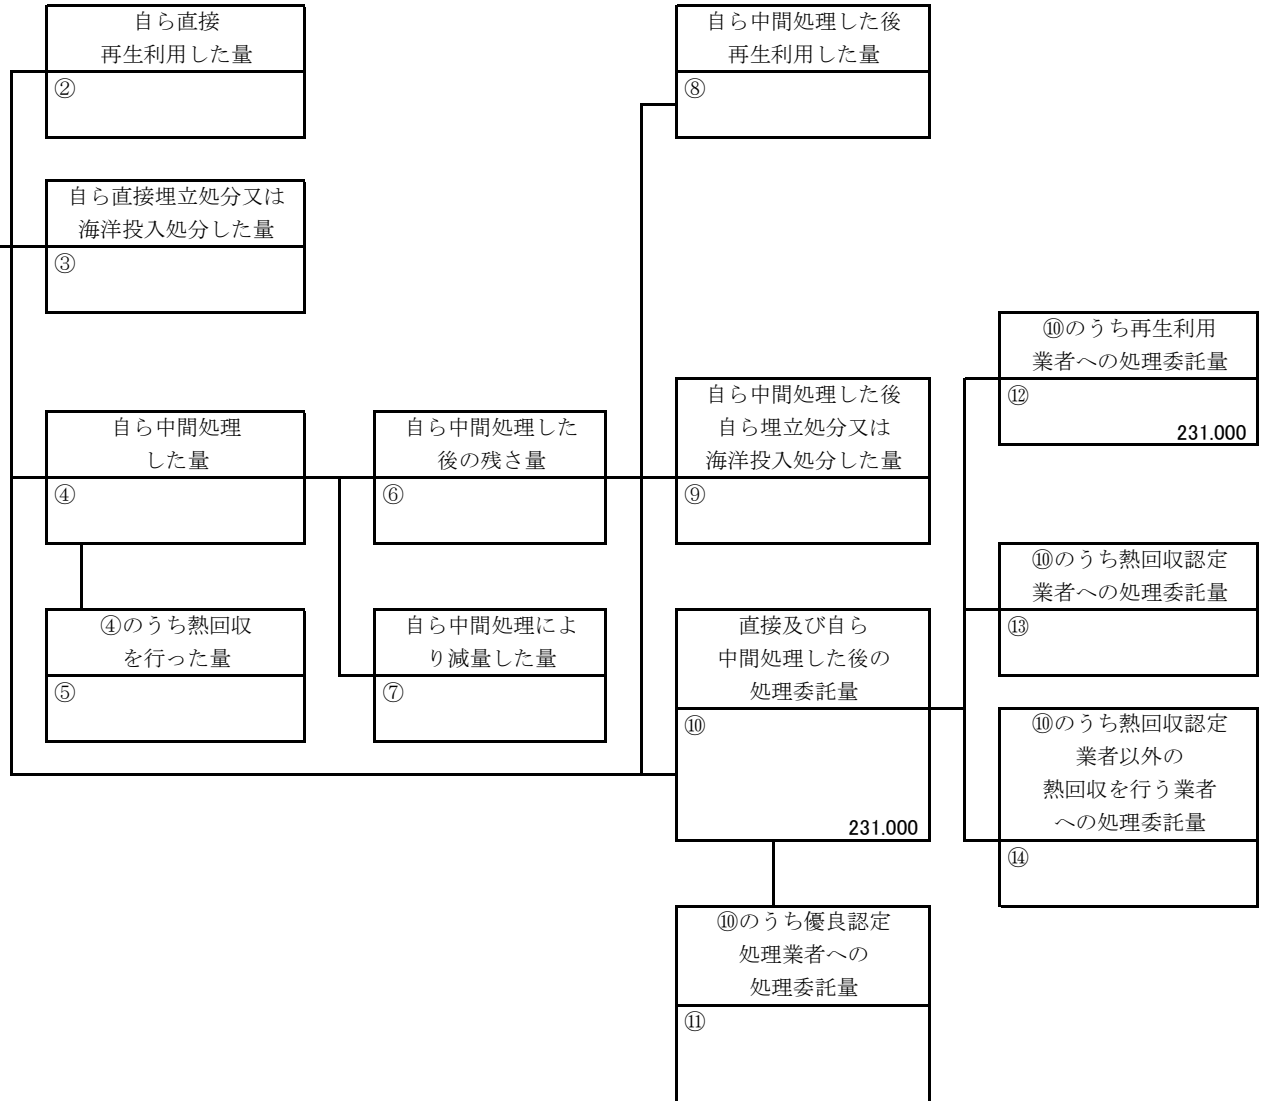 自ら直接
再生利用した量
②
自ら中間処理した後
再生利用した量
⑧
自ら直接埋立処分又は
海洋投入処分した量
③
⑩のうち再生利用
業者への処理委託量
⑫
231.000
自ら中間処理
した量
④
自ら中間処理した
後の残さ量
⑥
自ら中間処理した後
自ら埋立処分又は
海洋投入処分した量
⑨
⑩のうち熱回収認定
業者への処理委託量
⑬
④のうち熱回収
を行った量
⑤
自ら中間処理によ
り減量した量
⑦
直接及び自ら
中間処理した後の
処理委託量
⑩
231.000
⑩のうち熱回収認定
業者以外の
熱回収を行う業者
への処理委託量
⑭
⑩のうち優良認定
処理業者への
処理委託量
⑪